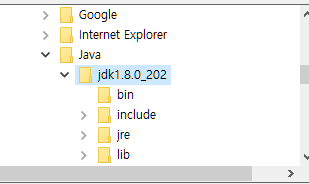 Google
Internet Explorer
Java
jdk1.8.0_202
bin
include
jre
lib